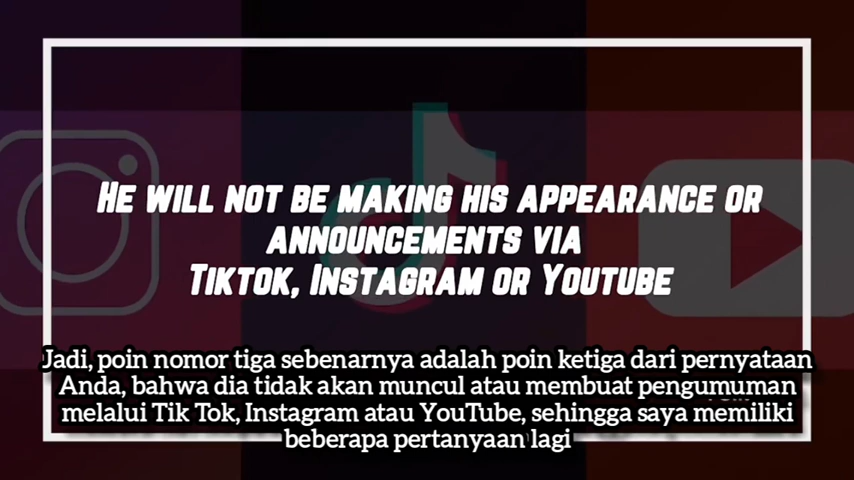 HE WILL NOT BE MAKING HIS APPEARANCE OR
ANNOUNCEMENTS VIA
TIKTOK, INSTAGRAM OR YOUTUBE
Jadi, poin nomor tiga sebenarnya adalah poin ketiga dari pernyataan
Anda, bahwa dia tidak akan muncul atau membuat pengumuman
melalui Tik Tok, Instagram atau YouTube, sehingga saya memiliki
beberapa pertanyaan lagi